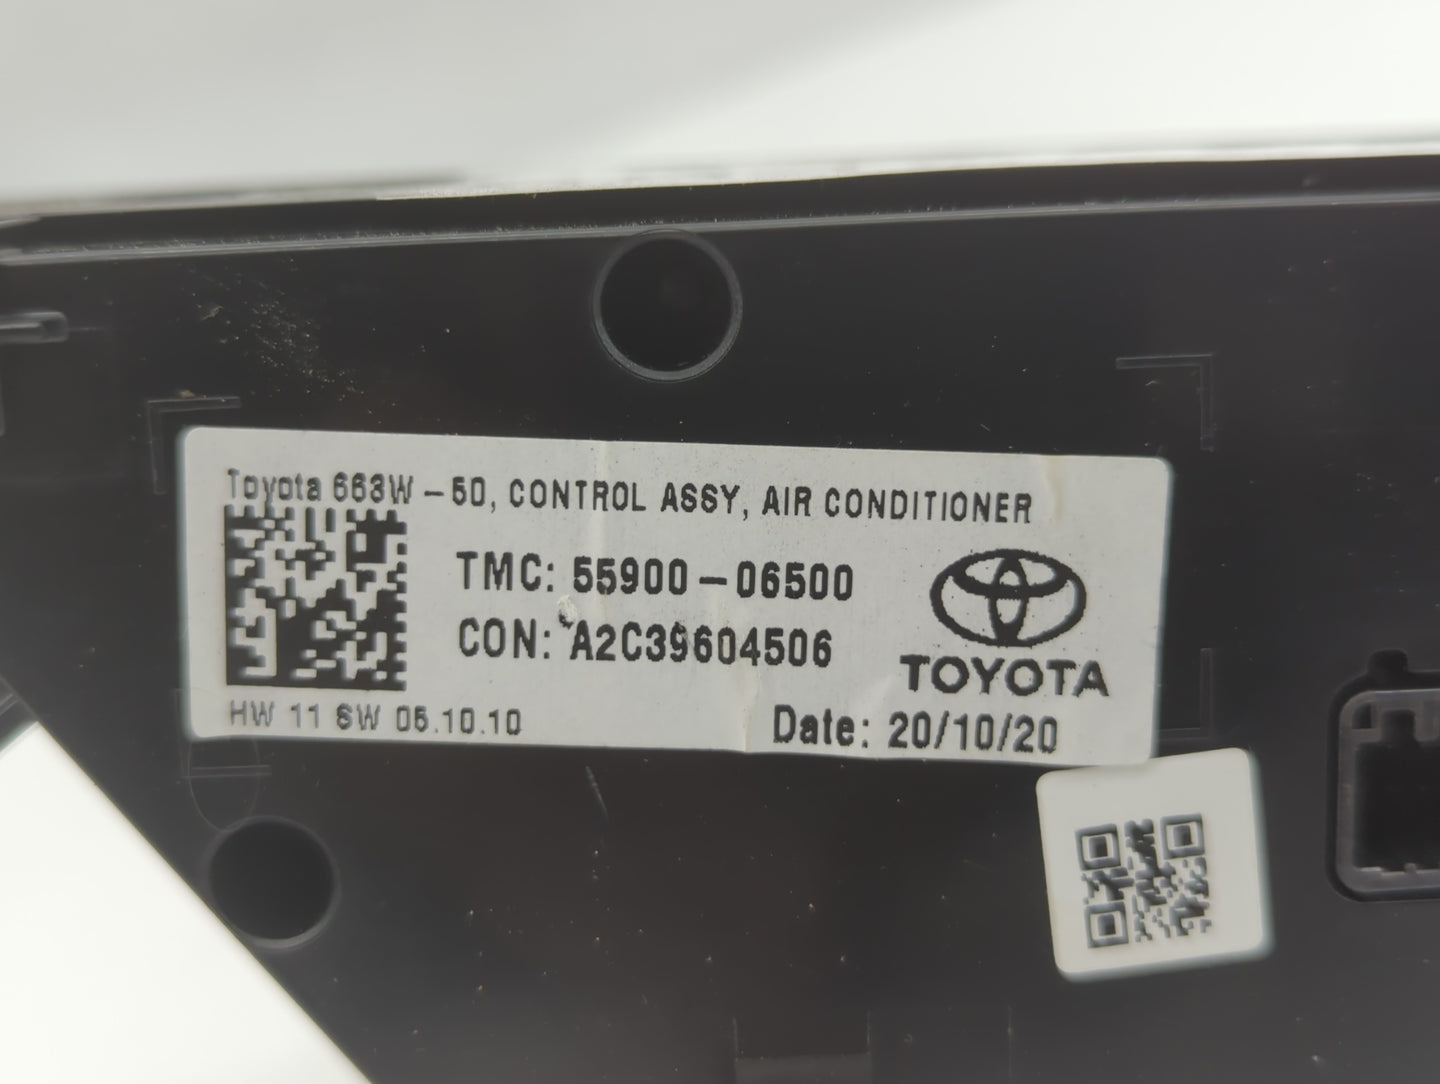 Toyota 663W-50, CONTROL ASSY, AIR CONDITIONER
TMC: 55900-06500
CON: A2C39604506
TOYOTA
HW 11 SW 05.10.10
Date: 20/10/20